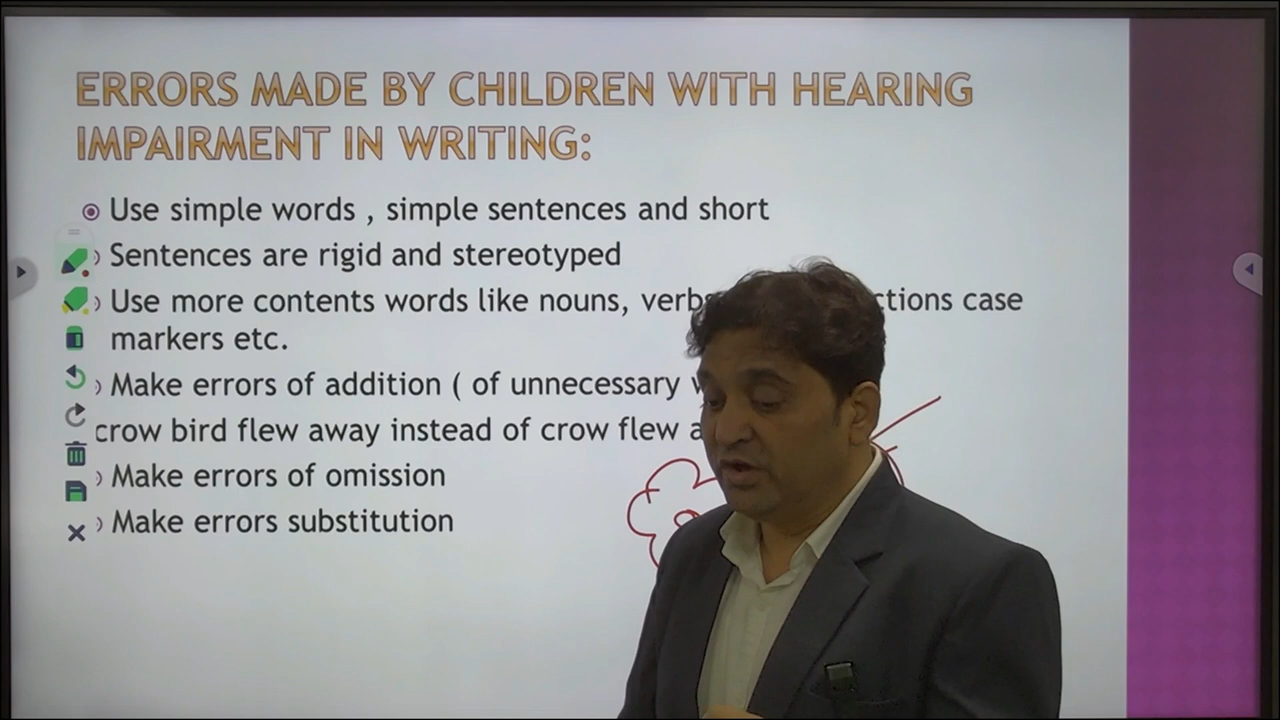 ERRORS MADE BY CHILDREN WITH HEARING
IMPAIRMENT IN WRITING:
Use simple words , simple sentences and short
Sentences are rigid and stereotyped
Use more contents words like nouns, case
markers etc.
Make errors of addition ( of unnecessary
crow bird flew away instead of crow flew
Make errors of omission
Make errors substitution